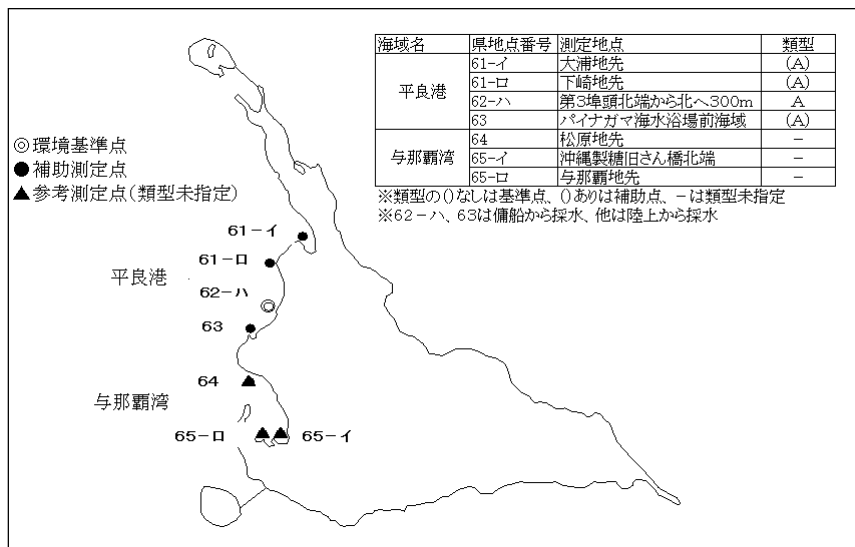 海域名 県地点番号 測定地点 類型
平良港 61-イ 大浦地先 (A)
61-ロ 下崎地先 (A)
62-ハ 第3埠頭北端から北へ300m A
63 パイナガマ海水浴場前海域 (A)
与那覇湾 64 松原地先 -
65-イ 沖縄製糖旧さん橋北端 -
65-ロ 与那覇地先 -
※類型の()なしは基準点、()ありは補助点、-は類型未指定
※62-ハ、63は傭船から採水、他は陸上から採水
◎環境基準点
●補助測定点
▲参考測定点(類型未指定)
61-イ
61-ロ
平良港
62-ハ
63
64
与那覇湾
65-ロ
65-イ